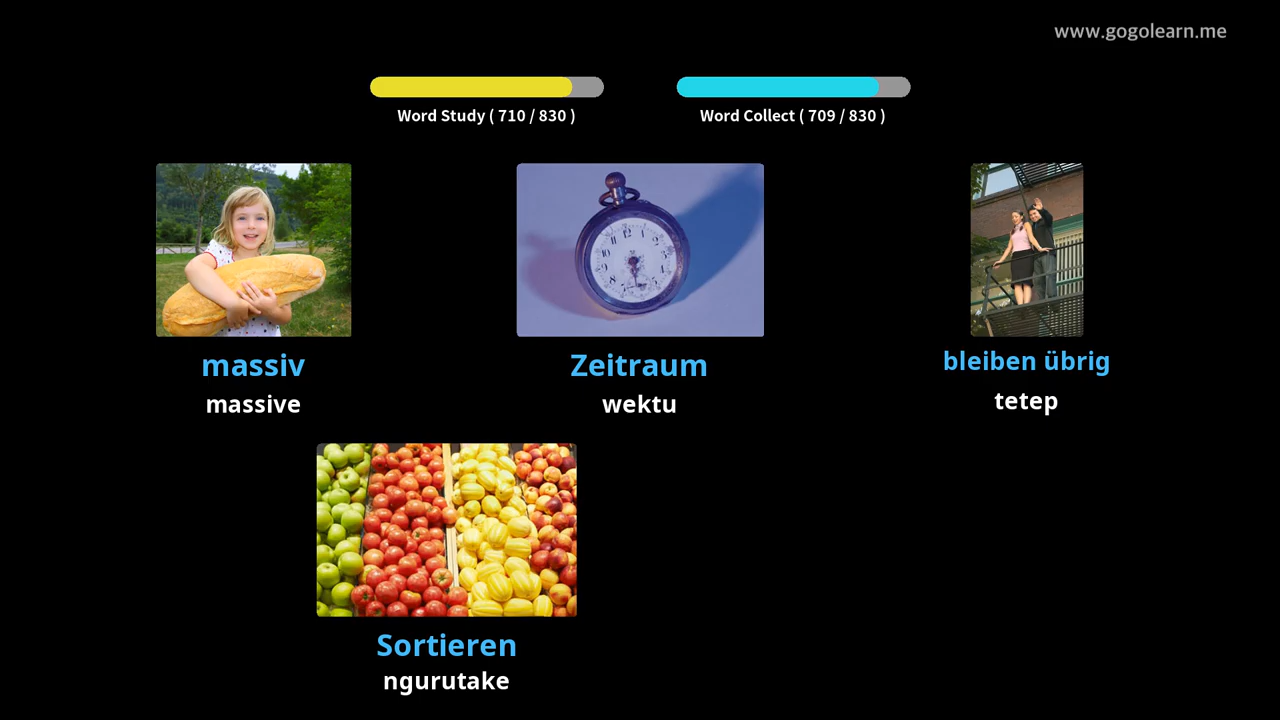 www.gogolearn.me
Word Study ( 710 / 830 )
Word Collect ( 709 / 830 )
massiv
massive
Zeitraum
wektu
bleiben übrig
tetep
Sortieren
ngurutake